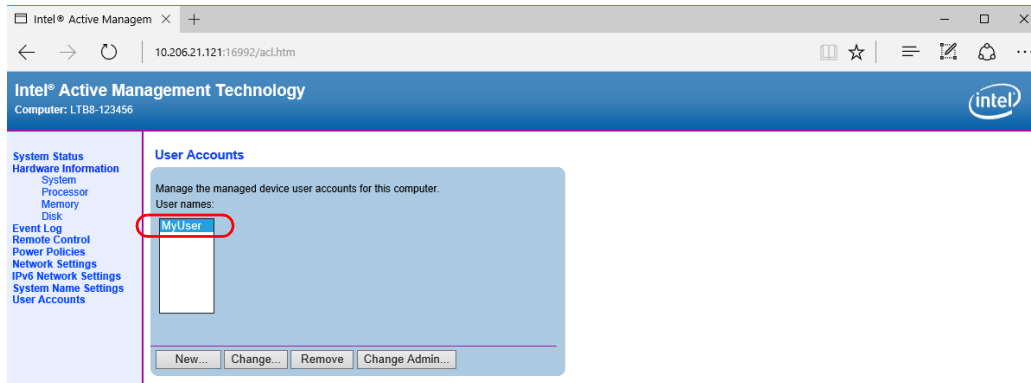 Intel® Active Managem
10.206.21.121:16992/acl.htm
Intel® Active Management Technology
Computer: LTB8-123456
intel
System Status
Hardware Information
System
Processor
Memory
Disk
Event Log
Remote Control
Power Policies
Network Settings
IPv6 Network Settings
System Name Settings
User Accounts
User Accounts
Manage the managed device user accounts for this computer.
User names:
MyUser
New... Change... Remove Change Admin...